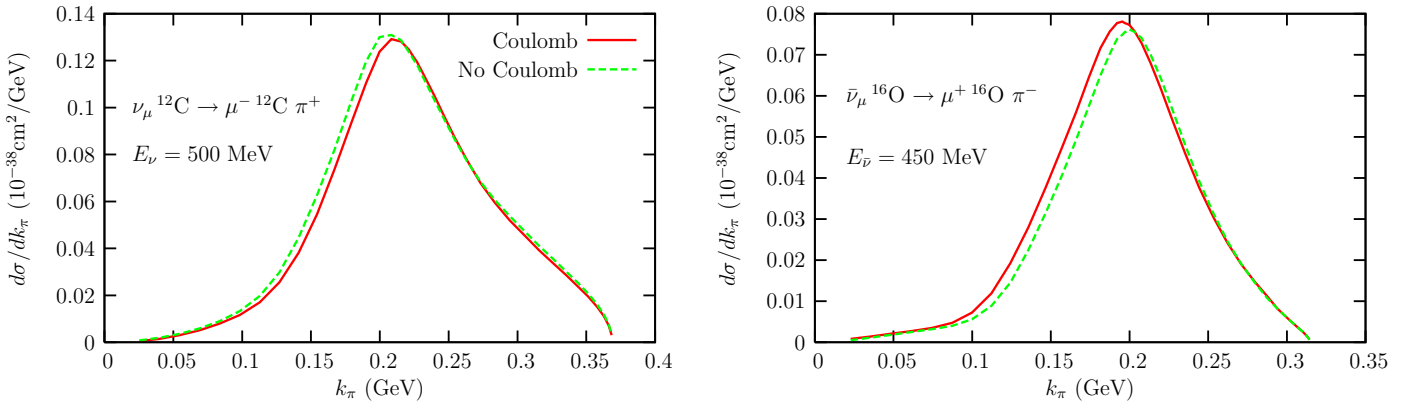 dσ/dk_π (10⁻³⁸cm²/GeV)
0.14
0.12
0.1
0.08
0.06
0.04
0.02
0
Coulomb
No Coulomb
ν_μ ¹²C → μ⁻ ¹²C π⁺
E_ν = 500 MeV
0 0.05 0.1 0.15 0.2 0.25 0.3 0.35 0.4
k_π (GeV)
dσ/dk_π (10⁻³⁸cm²/GeV)
0.08
0.07
0.06
0.05
0.04
0.03
0.02
0.01
0
ν̄_μ ¹⁶O → μ⁺ ¹⁶O π⁻
E_ν̄ = 450 MeV
0 0.05 0.1 0.15 0.2 0.25 0.3 0.35
k_π (GeV)